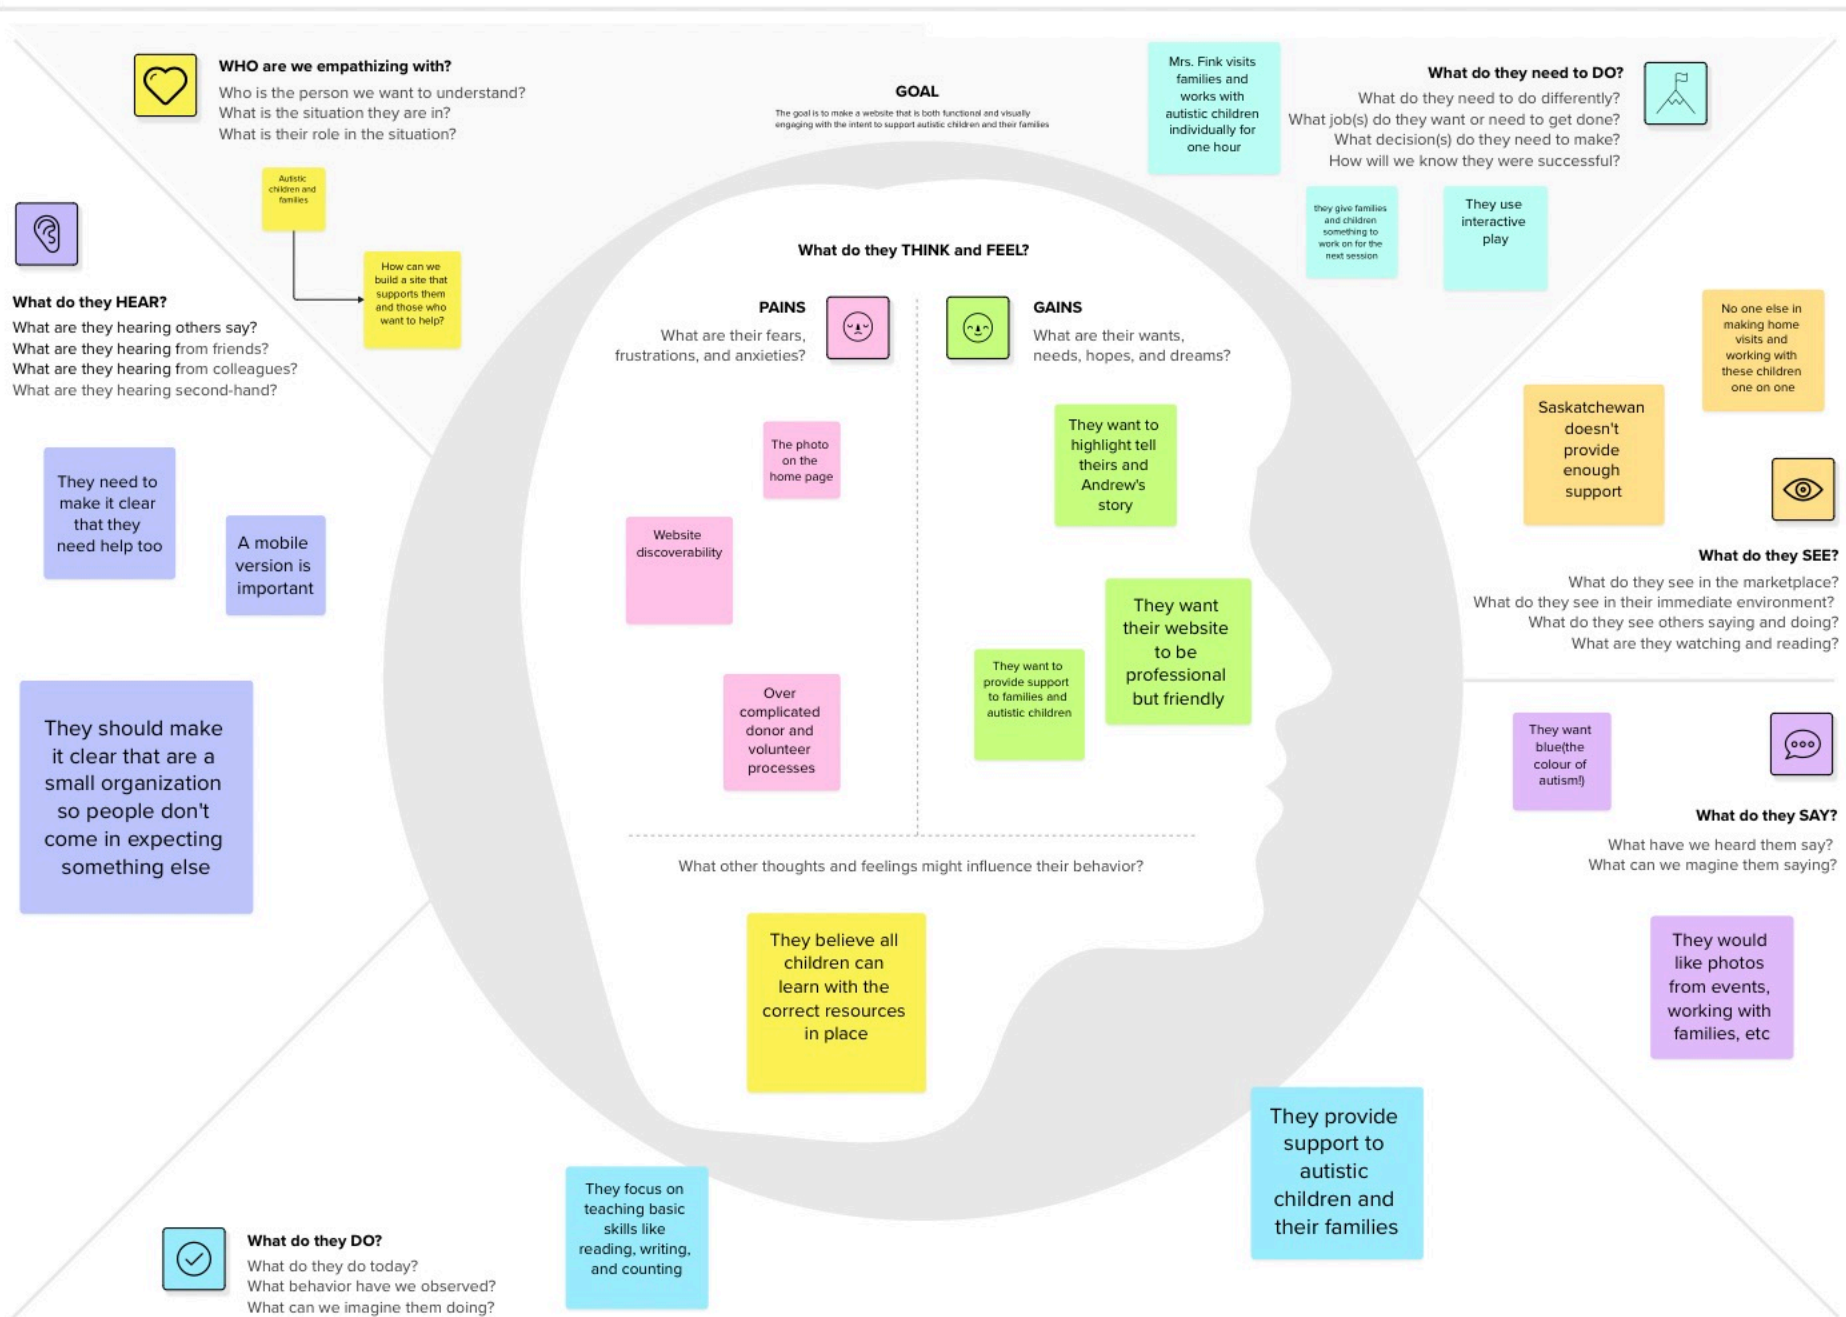 WHO are we empathizing with?
Who is the person we want to understand?
What is the situation they are in?
What is their role in the situation?
Autistic
children and
families
How can we
build a site that
supports them
and those who
want to help?
GOAL
The goal is to make a website that is both functional and visually
engaging with the intent to support autistic children and their families
Mrs. Fink visits
families and
works with
autistic children
individually for
one hour
What do they need to DO?
What do they need to do differently?
What job(s) do they want or need to get done?
What decision(s) do they need to make?
How will we know they were successful?
they give families
and children
something to
work on for the
next session
They use
interactive
play
What do they HEAR?
What are they hearing others say?
What are they hearing from friends?
What are they hearing from colleagues?
What are they hearing second-hand?
They need to
make it clear
that they
need help too
A mobile
version is
important
They should make
it clear that are a
small organization
so people don't
come in expecting
something else
What do they THINK and FEEL?
PAINS
What are their fears,
frustrations, and anxieties?
The photo
on the
home page
Website
discoverability
Over
complicated
donor and
volunteer
processes
GAINS
What are their wants,
needs, hopes, and dreams?
They want to
highlight tell
theirs and
Andrew's
story
They want
their website
to be
professional
but friendly
They want to
provide support
to families and
autistic children
What other thoughts and feelings might influence their behavior?
They believe all
children can
learn with the
correct resources
in place
No one else in
making home
visits and
working with
these children
one on one
Saskatchewan
doesn't
provide
enough
support
What do they SEE?
What do they see in the marketplace?
What do they see in their immediate environment?
What do they see others saying and doing?
What are they watching and reading?
They want
blue(the
colour of
autism!)
What do they SAY?
What have we heard them say?
What can we magine them saying?
They would
like photos
from events,
working with
families, etc
What do they DO?
What do they do today?
What behavior have we observed?
What can we imagine them doing?
They focus on
teaching basic
skills like
reading, writing,
and counting
They provide
support to
autistic
children and
their families